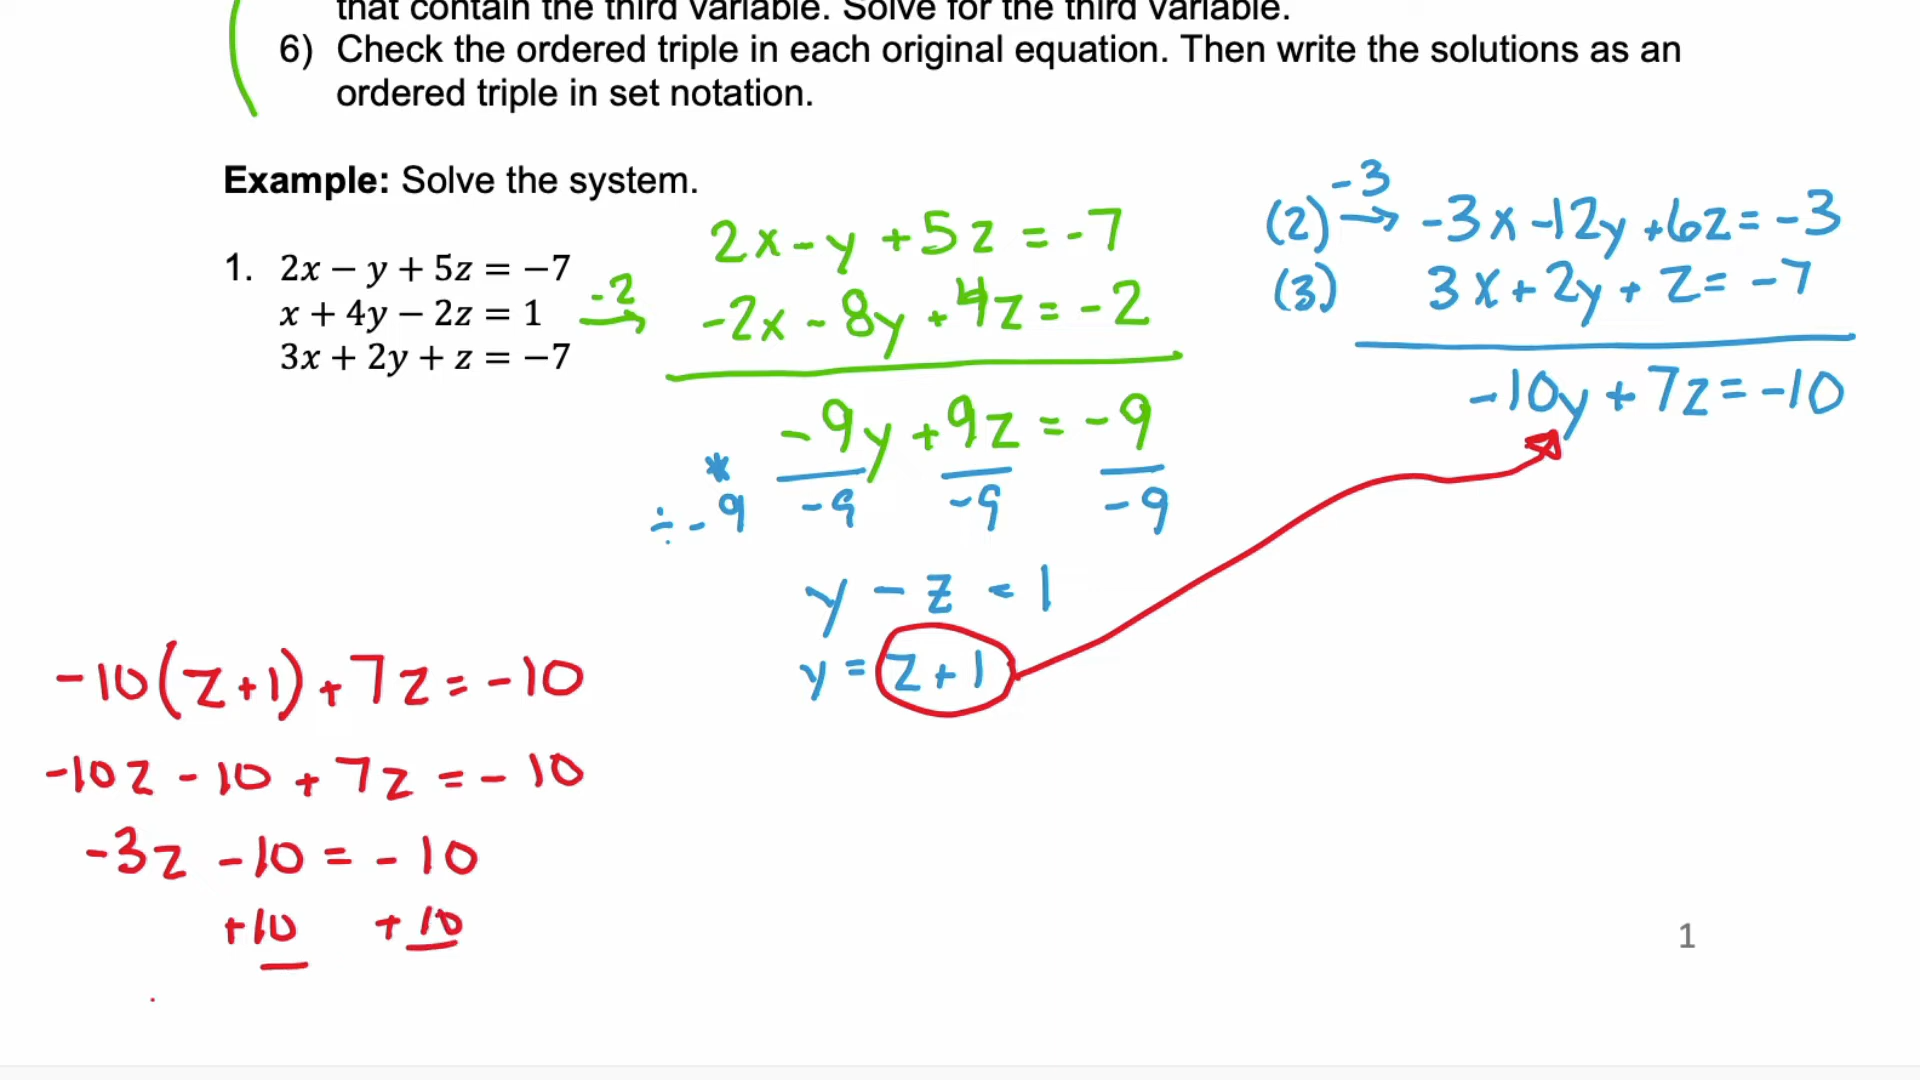 that contain the third variable. Solve for the third variable.
6) Check the ordered triple in each original equation. Then write the solutions as an
ordered triple in set notation.
Example: Solve the system.
1. 2x − y + 5z = −7
x + 4y − 2z = 1
3x + 2y + z = −7
-2
2x - y + 5z = -7
-2x - 8y + 4z = -2
-9y + 9z = -9
* ÷ -9
-9 -9 -9
y - z = 1
y = z + 1
(2) -3 → -3x -12y + 6z = -3
(3) 3x + 2y + z = -7
-10y + 7z = -10
-10(z+1) + 7z = -10
-10z - 10 + 7z = -10
-3z - 10 = -10
+10 +10
1